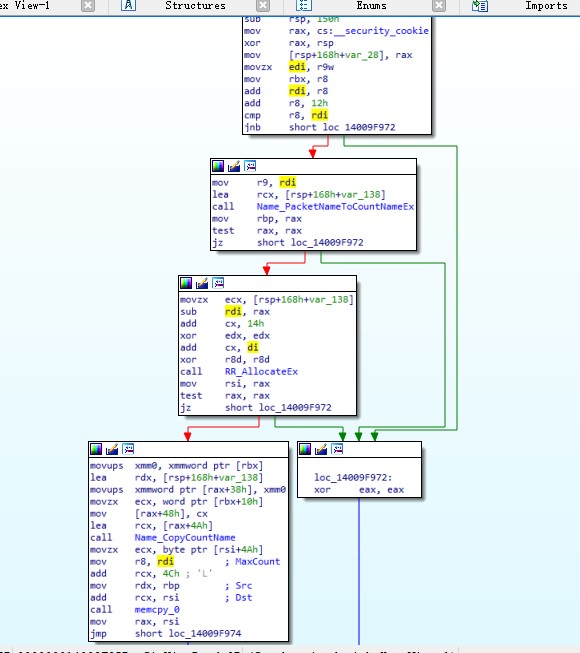 ex View-1
Structures
Enums
Imports
sub rsp, 150h
mov rax, cs:__security_cookie
xor rax, rsp
mov [rsp+168h+var_28], rax
movzx edi, r9w
mov rbx, r8
add rdi, r8
add r8, 12h
cmp r8, rdi
jnb short loc_14009F972
mov r9, rdi
lea rcx, [rsp+168h+var_138]
call Name_PacketNameToCountNameEx
mov rbp, rax
test rax, rax
jz short loc_14009F972
movzx ecx, [rsp+168h+var_138]
sub rdi, rax
add cx, 14h
xor edx, edx
add cx, di
xor r8d, r8d
call RR_AllocateEx
mov rsi, rax
test rax, rax
jz short loc_14009F972
movups xmm0, xmmword ptr [rbx]
lea rdx, [rsp+168h+var_138]
movups xmmword ptr [rax+38h], xmm0
movzx ecx, word ptr [rbx+10h]
mov [rax+48h], cx
lea rcx, [rax+4Ah]
call Name_CopyCountName
movzx ecx, byte ptr [rsi+4Ah]
mov r8, rdi ; MaxCount
add rcx, 4Ch ; 'L'
mov rdx, rbp ; Src
add rcx, rsi ; Dst
call memcpy_0
mov rax, rsi
jmp short loc_14009F974
loc_14009F972:
xor eax, eax